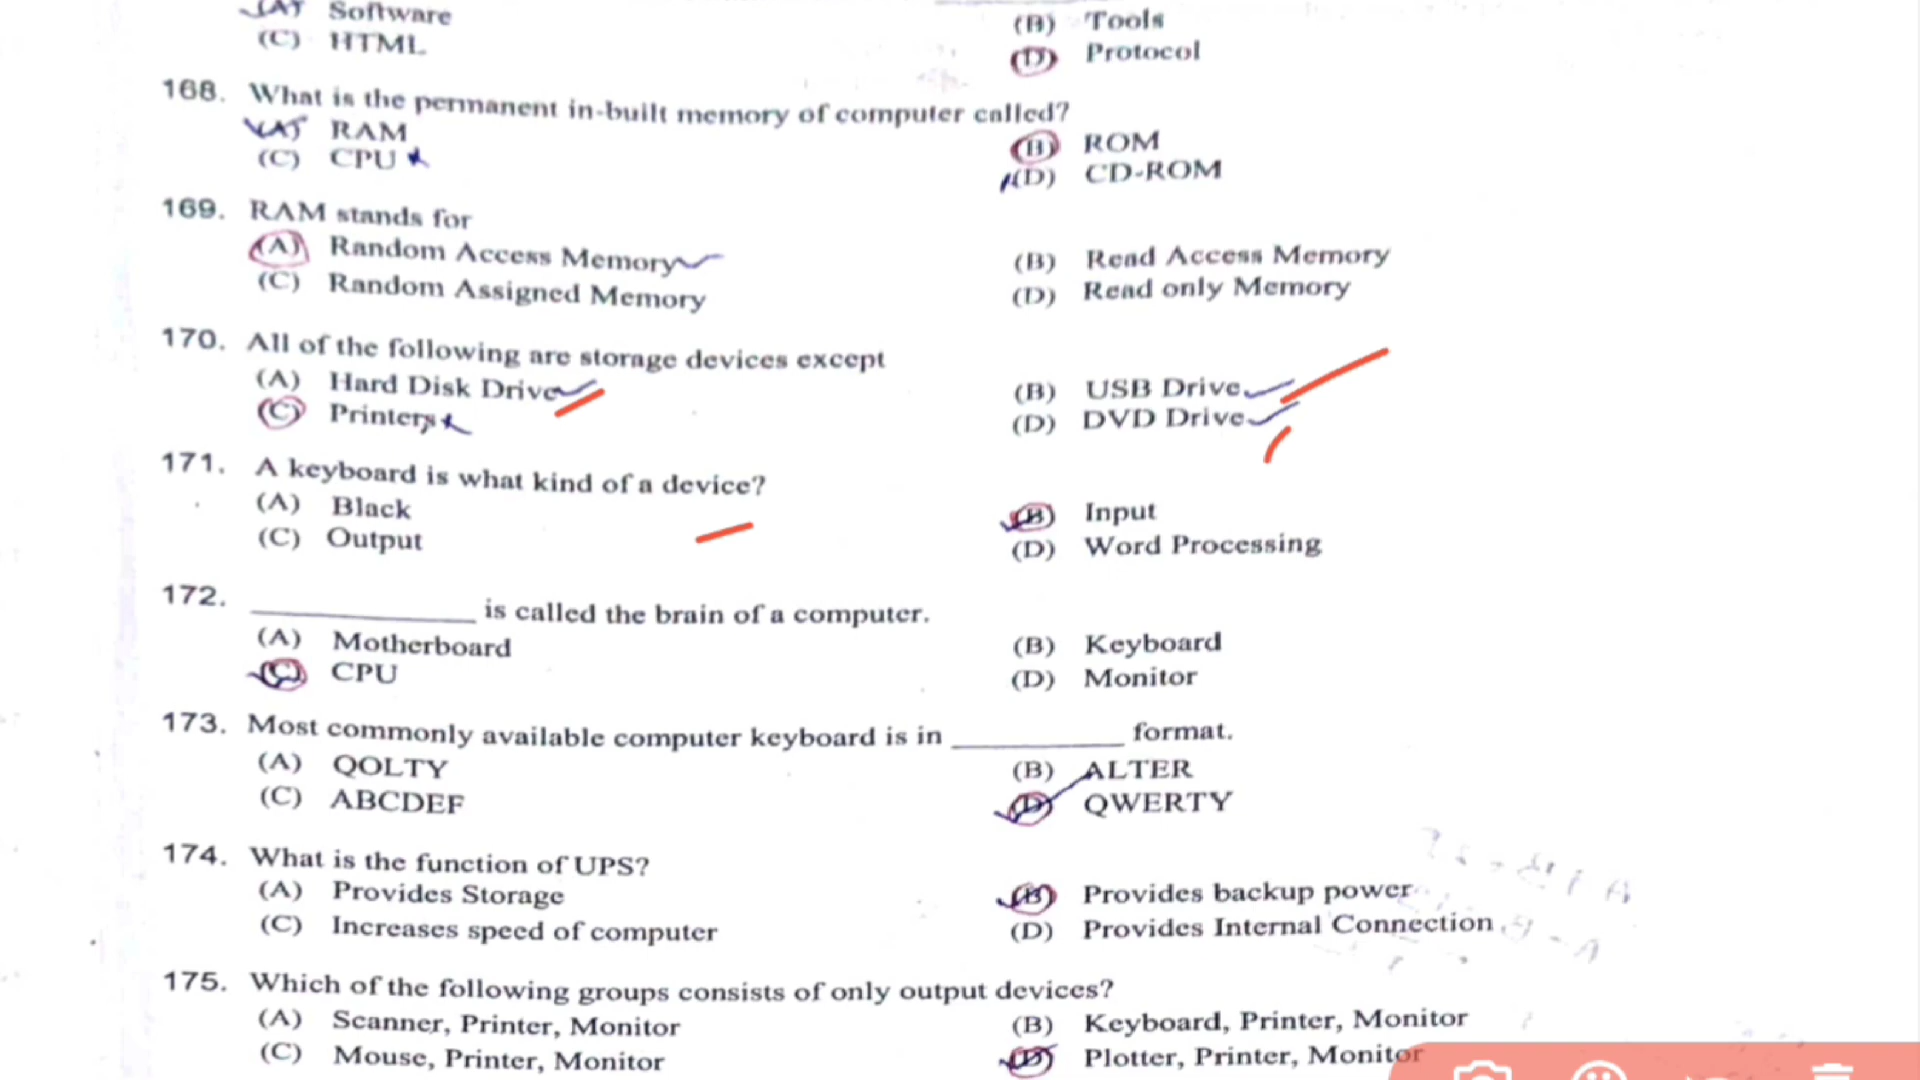 (A) Software (B) Tools
(C) HTML (D) Protocol
168. What is the permanent in-built memory of computer called?
(A) RAM (B) ROM
(C) CPU (D) CD-ROM
169. RAM stands for
(A) Random Access Memory (B) Read Access Memory
(C) Random Assigned Memory (D) Read only Memory
170. All of the following are storage devices except
(A) Hard Disk Drive (B) USB Drive
(C) Printers (D) DVD Drive
171. A keyboard is what kind of a device?
(A) Black (B) Input
(C) Output (D) Word Processing
172. ____________ is called the brain of a computer.
(A) Motherboard (B) Keyboard
(C) CPU (D) Monitor
173. Most commonly available computer keyboard is in __________ format.
(A) QOLTY (B) ALTER
(C) ABCDEF (D) QWERTY
174. What is the function of UPS?
(A) Provides Storage (B) Provides backup power
(C) Increases speed of computer (D) Provides Internal Connection
175. Which of the following groups consists of only output devices?
(A) Scanner, Printer, Monitor (B) Keyboard, Printer, Monitor
(C) Mouse, Printer, Monitor (D) Plotter, Printer, Monitor